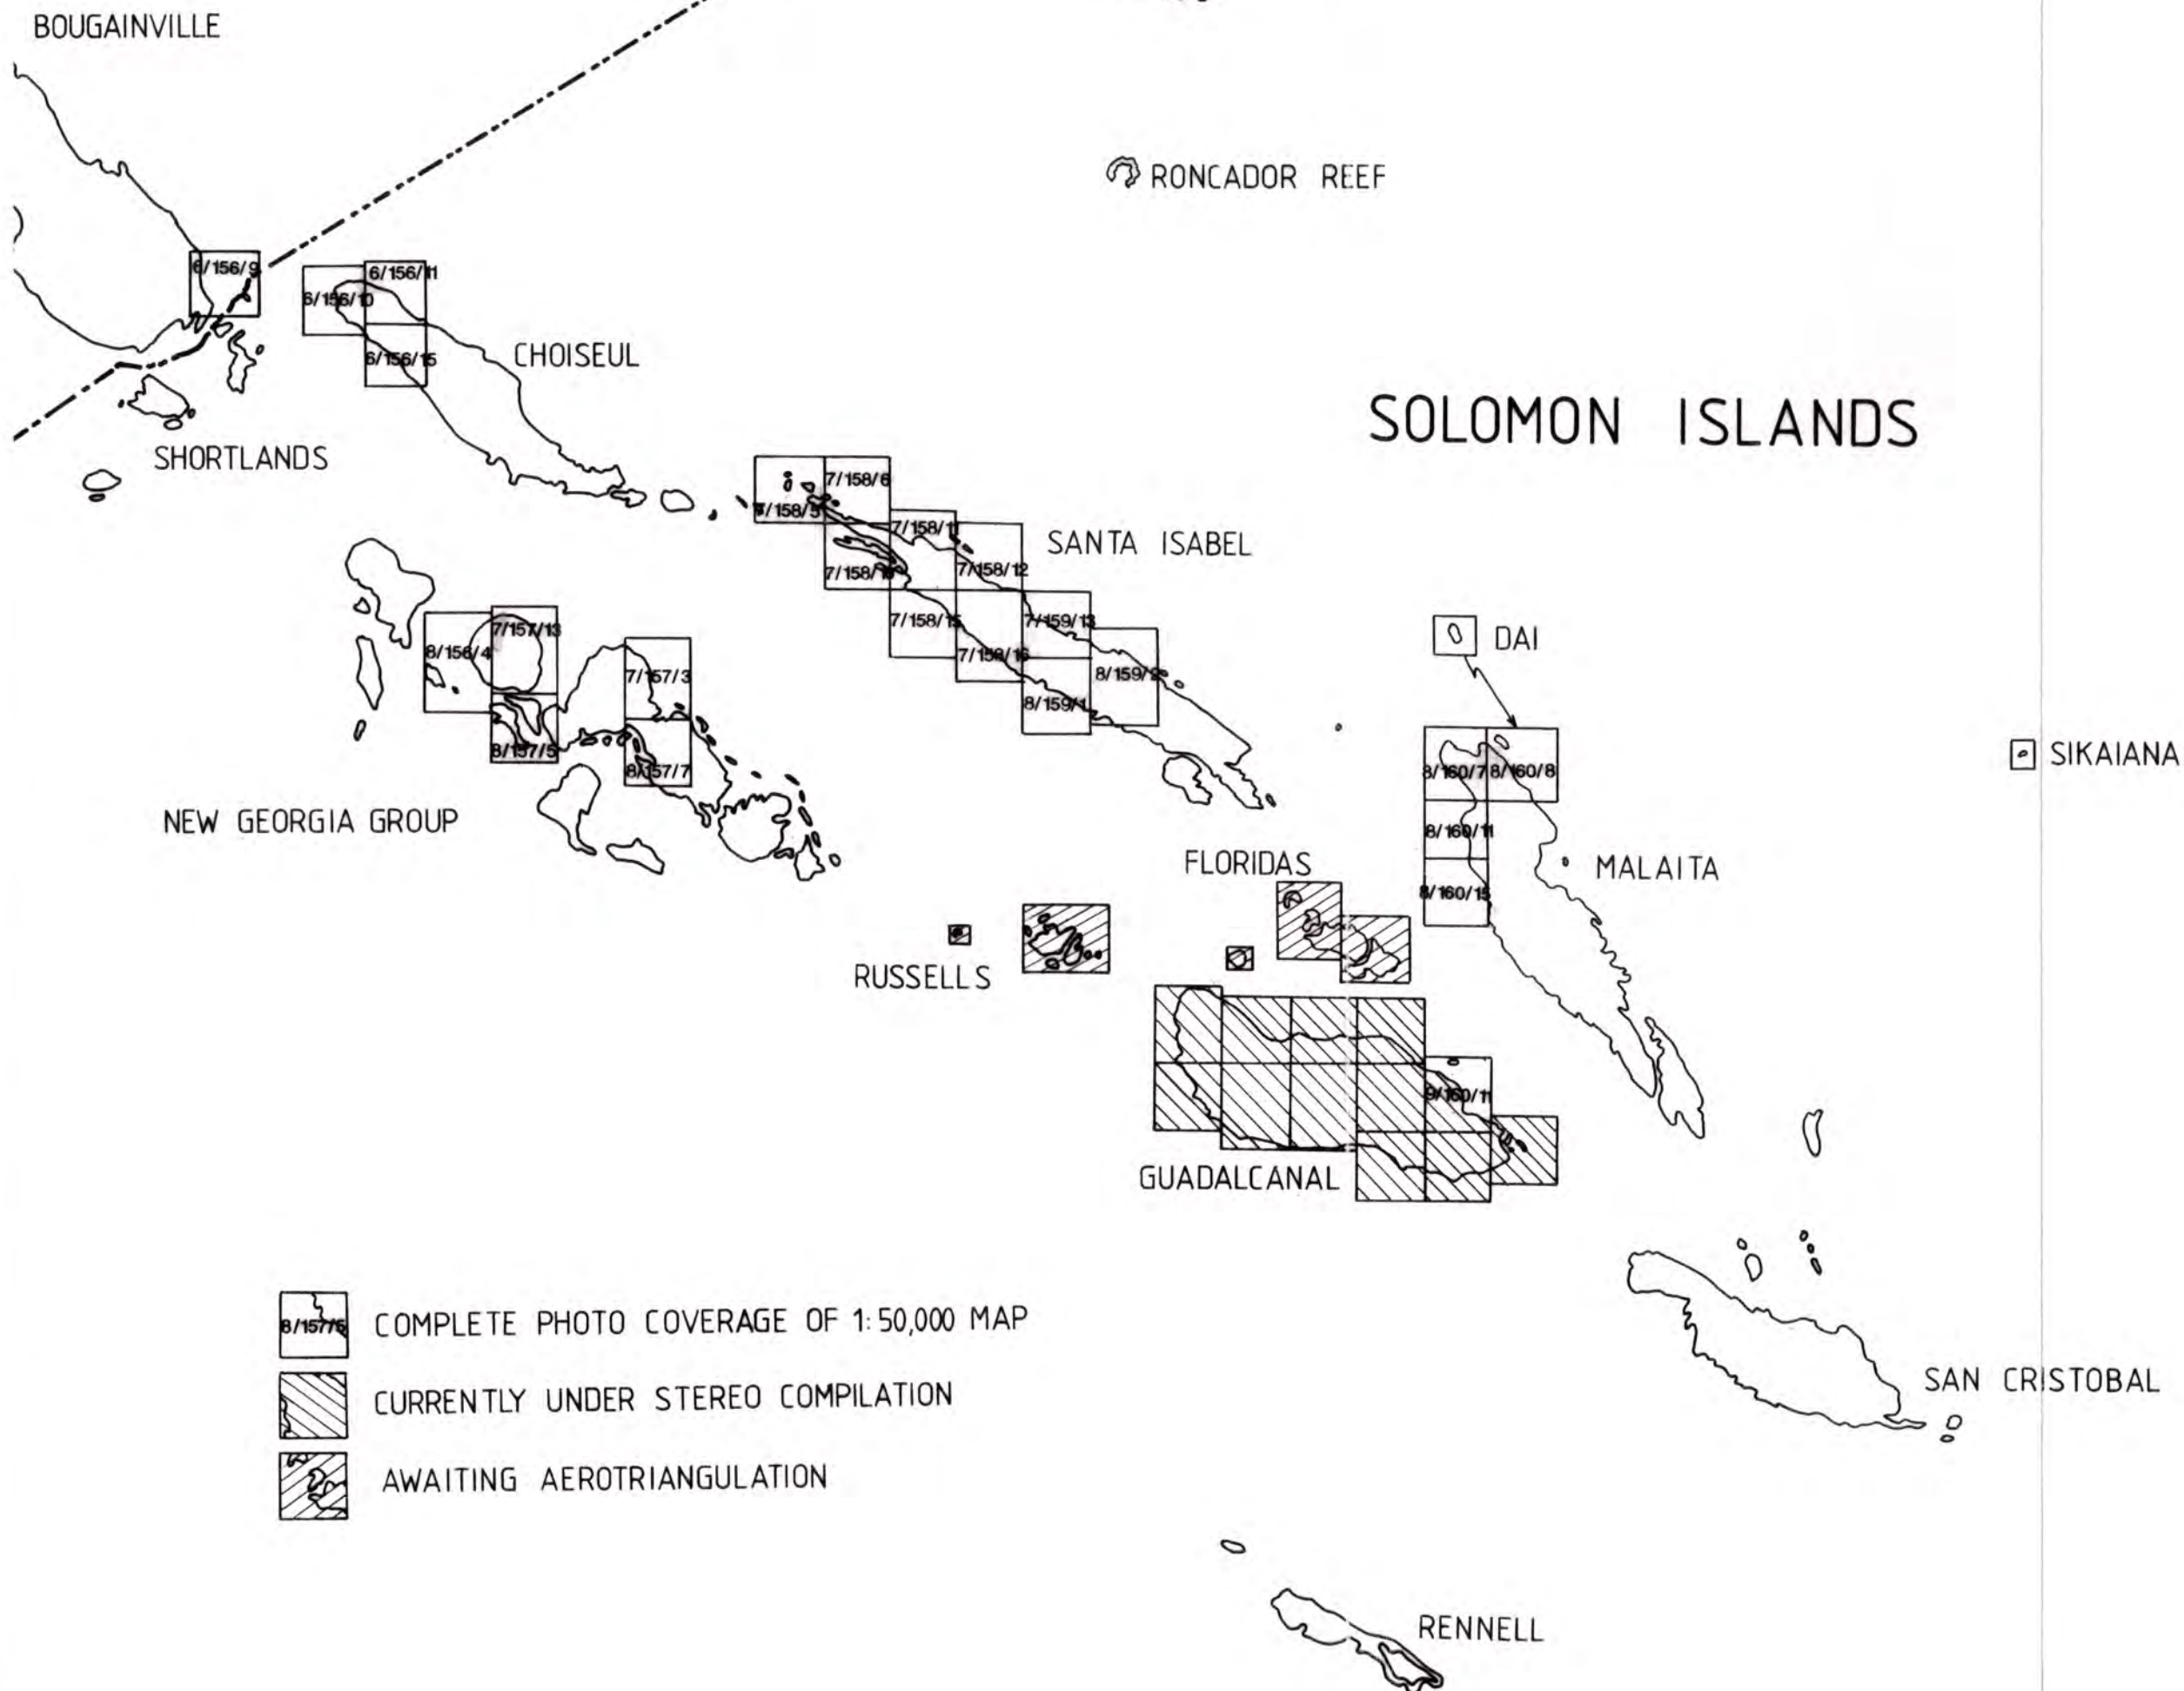 BOUGAINVILLE
RONCADOR REEF
6/156/9
6/156/11
6/156/10
6/156/15
CHOISEUL
SOLOMON ISLANDS
SHORTLANDS
7/158/6
7/158/5
7/158/11
SANTA ISABEL
7/158/10
7/158/12
7/158/15
7/159/13
7/158/16
8/159/2
8/159/1
7/157/13
8/156/4
7/157/3
8/157/5
8/157/7
NEW GEORGIA GROUP
DAI
SIKAIANA
8/160/7
8/160/8
8/160/11
8/160/15
MALAITA
FLORIDAS
RUSSELLS
9/160/11
GUADALCANAL
8/157/6
COMPLETE PHOTO COVERAGE OF 1:50,000 MAP
CURRENTLY UNDER STEREO COMPILATION
AWAITING AEROTRIANGULATION
SAN CRISTOBAL
RENNELL